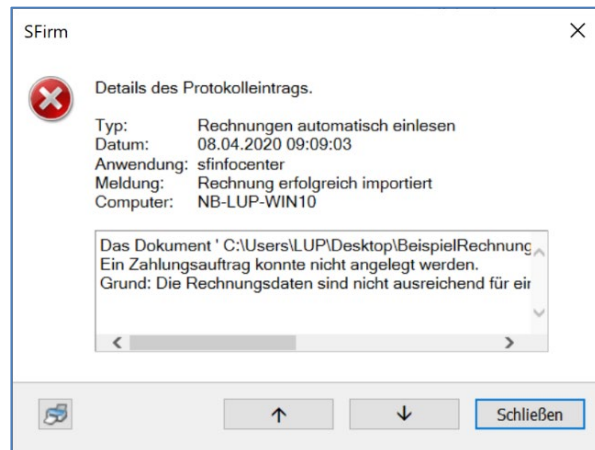 SFirm
Details des Protokolleintrags.
Typ: Rechnungen automatisch einlesen
Datum: 08.04.2020 09:09:03
Anwendung: sfinfocenter
Meldung: Rechnung erfolgreich importiert
Computer: NB-LUP-WIN10
Das Dokument ' C:\Users\LUP\Desktop\BeispielRechnung
Ein Zahlungsauftrag konnte nicht angelegt werden.
Grund: Die Rechnungsdaten sind nicht ausreichend für ein
Schließen